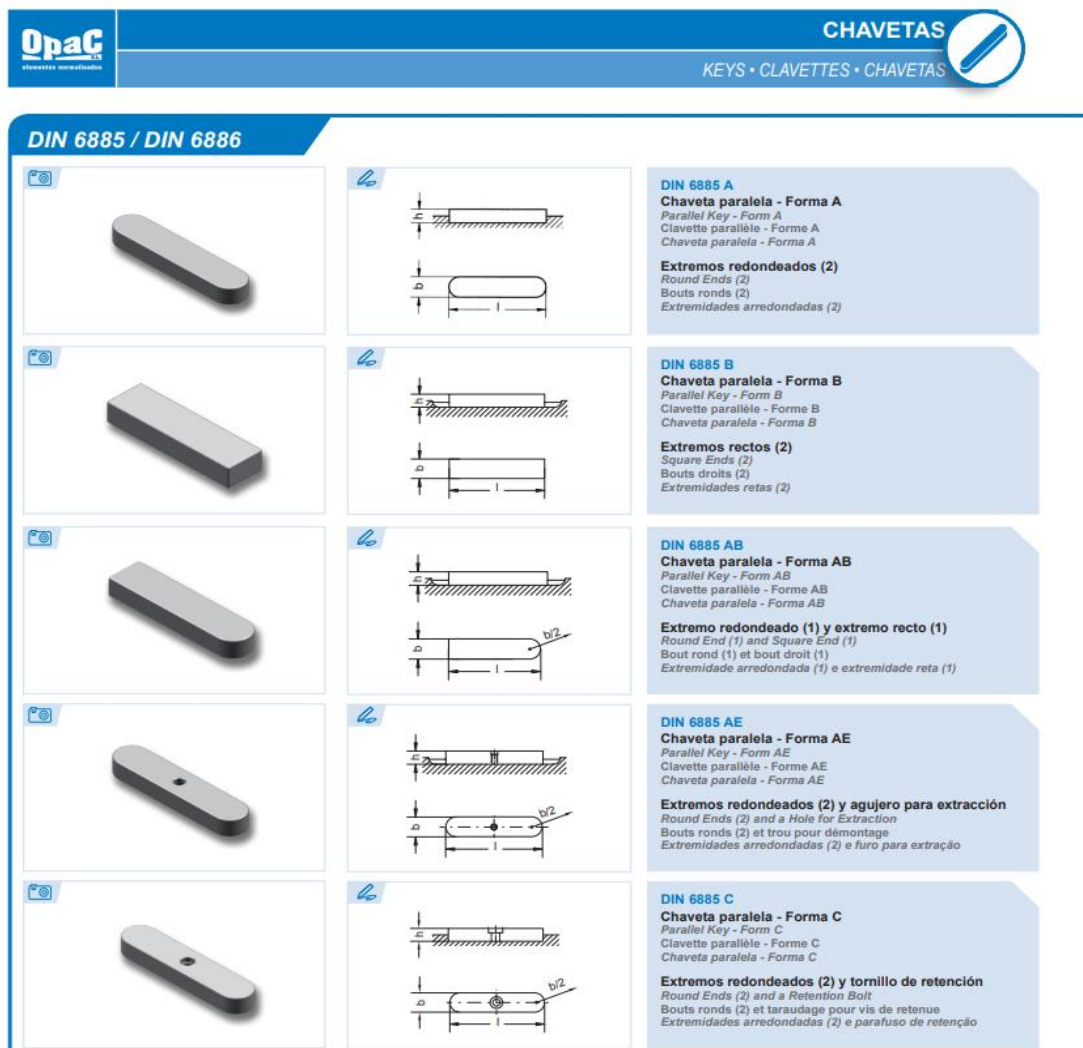 OpaC
S.L.
elementos normalizados
CHAVETAS
KEYS • CLAVETTES • CHAVETAS
DIN 6885 / DIN 6886
h
b
l
DIN 6885 A
Chaveta paralela - Forma A
Parallel Key - Form A
Clavette parallèle - Forme A
Chaveta paralela - Forma A
Extremos redondeados (2)
Round Ends (2)
Bouts ronds (2)
Extremidades arredondadas (2)
h
b
l
DIN 6885 B
Chaveta paralela - Forma B
Parallel Key - Form B
Clavette parallèle - Forme B
Chaveta paralela - Forma B
Extremos rectos (2)
Square Ends (2)
Bouts droits (2)
Extremidades retas (2)
h
b
b/2
l
DIN 6885 AB
Chaveta paralela - Forma AB
Parallel Key - Form AB
Clavette parallèle - Forme AB
Chaveta paralela - Forma AB
Extremo redondeado (1) y extremo recto (1)
Round End (1) and Square End (1)
Bout rond (1) et bout droit (1)
Extremidade arredondada (1) e extremidade reta (1)
h
b
b/2
l
DIN 6885 AE
Chaveta paralela - Forma AE
Parallel Key - Form AE
Clavette parallèle - Forme AE
Chaveta paralela - Forma AE
Extremos redondeados (2) y agujero para extracción
Round Ends (2) and a Hole for Extraction
Bouts ronds (2) et trou pour démontage
Extremidades arredondadas (2) e furo para extração
h
b
b/2
l
DIN 6885 C
Chaveta paralela - Forma C
Parallel Key - Form C
Clavette parallèle - Forme C
Chaveta paralela - Forma C
Extremos redondeados (2) y tornillo de retención
Round Ends (2) and a Retention Bolt
Bouts ronds (2) et taraudage pour vis de retenue
Extremidades arredondadas (2) e parafuso de retenção